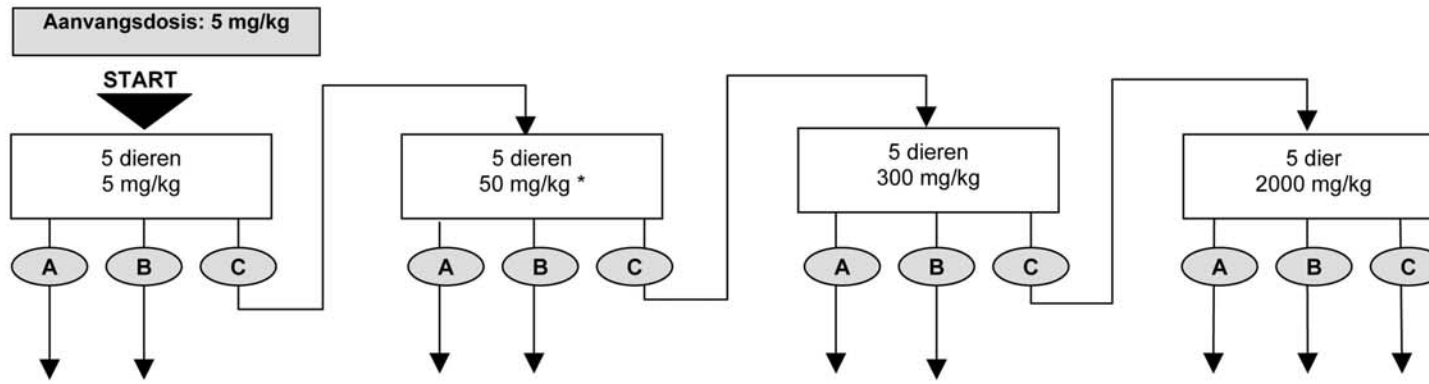 Aanvangsdosis: 5 mg/kg
START
5 dieren
5 mg/kg
5 dieren
50 mg/kg *
5 dieren
300 mg/kg
5 dier
2000 mg/kg
A B C
A B C
A B C
A B C